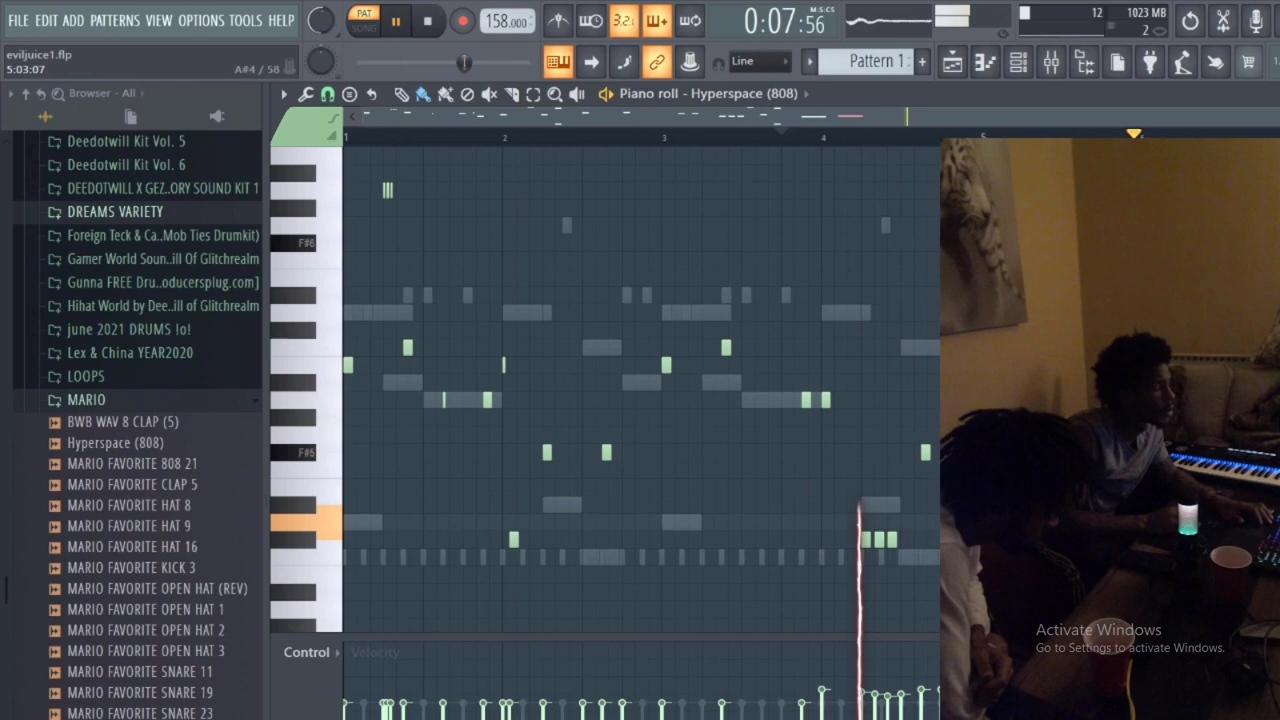 FILE EDIT ADD PATTERNS VIEW OPTIONS TOOLS HELP
PAT
SONG
158.000
3.2.
0:07:56
M:S:CS
12
1023 MB
2
eviljuice1.flp
5:03:07
A#4 / 58
Line
Pattern 1
Browser - All
Piano roll - Hyperspace (808)
1
2
3
4
5
Deedotwill Kit Vol. 5
Deedotwill Kit Vol. 6
DEEDOTWILL X GEZ..ORY SOUND KIT 1
DREAMS VARIETY
Foreign Teck & Ca..Mob Ties Drumkit)
Gamer World Soun..ill Of Glitchrealm
Gunna FREE Dru..oducersplug.com]
Hihat World by Dee..ill of Glitchrealm
june 2021 DRUMS !o!
Lex & China YEAR2020
LOOPS
MARIO
BWB WAV 8 CLAP (5)
Hyperspace (808)
MARIO FAVORITE 808 21
MARIO FAVORITE CLAP 5
MARIO FAVORITE HAT 8
MARIO FAVORITE HAT 9
MARIO FAVORITE HAT 16
MARIO FAVORITE KICK 3
MARIO FAVORITE OPEN HAT (REV)
MARIO FAVORITE OPEN HAT 1
MARIO FAVORITE OPEN HAT 2
MARIO FAVORITE OPEN HAT 3
MARIO FAVORITE SNARE 11
MARIO FAVORITE SNARE 19
MARIO FAVORITE SNARE 23
F#6
F#5
Control
Velocity
Activate Windows
Go to Settings to activate Windows.